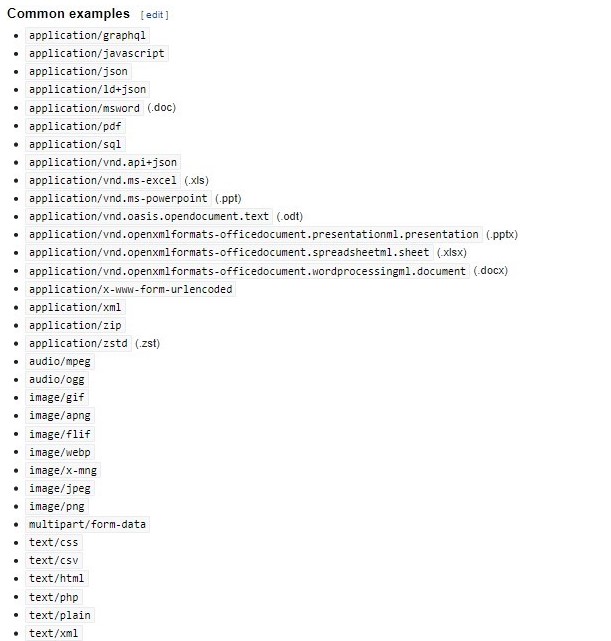 Common examples [ edit ]
application/graphql
application/javascript
application/json
application/ld+json
application/msword (.doc)
application/pdf
application/sql
application/vnd.api+json
application/vnd.ms-excel (.xls)
application/vnd.ms-powerpoint (.ppt)
application/vnd.oasis.opendocument.text (.odt)
application/vnd.openxmlformats-officedocument.presentationml.presentation (.pptx)
application/vnd.openxmlformats-officedocument.spreadsheetml.sheet (.xlsx)
application/vnd.openxmlformats-officedocument.wordprocessingml.document (.docx)
application/x-www-form-urlencoded
application/xml
application/zip
application/zstd (.zst)
audio/mpeg
audio/ogg
image/gif
image/apng
image/flif
image/webp
image/x-mng
image/jpeg
image/png
multipart/form-data
text/css
text/csv
text/html
text/php
text/plain
text/xml